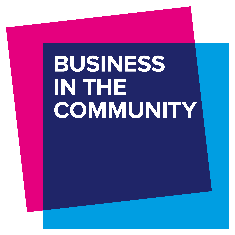 BUSINESS
IN THE
COMMUNITY